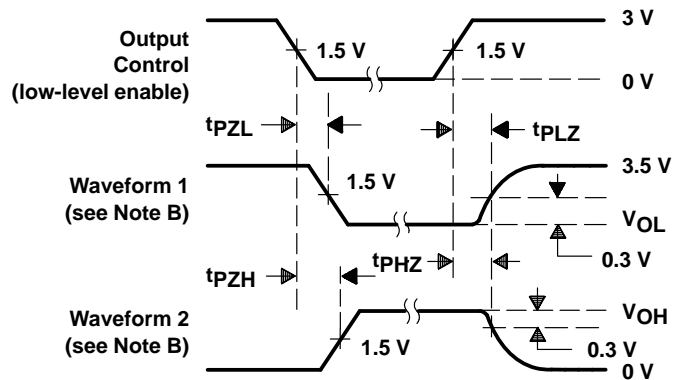 Output
Control
(low-level enable)
1.5 V
1.5 V
3 V
0 V
tPZL
tPLZ
Waveform 1
(see Note B)
1.5 V
3.5 V
VOL
0.3 V
tPZH
tPHZ
Waveform 2
(see Note B)
1.5 V
VOH
0.3 V
0 V